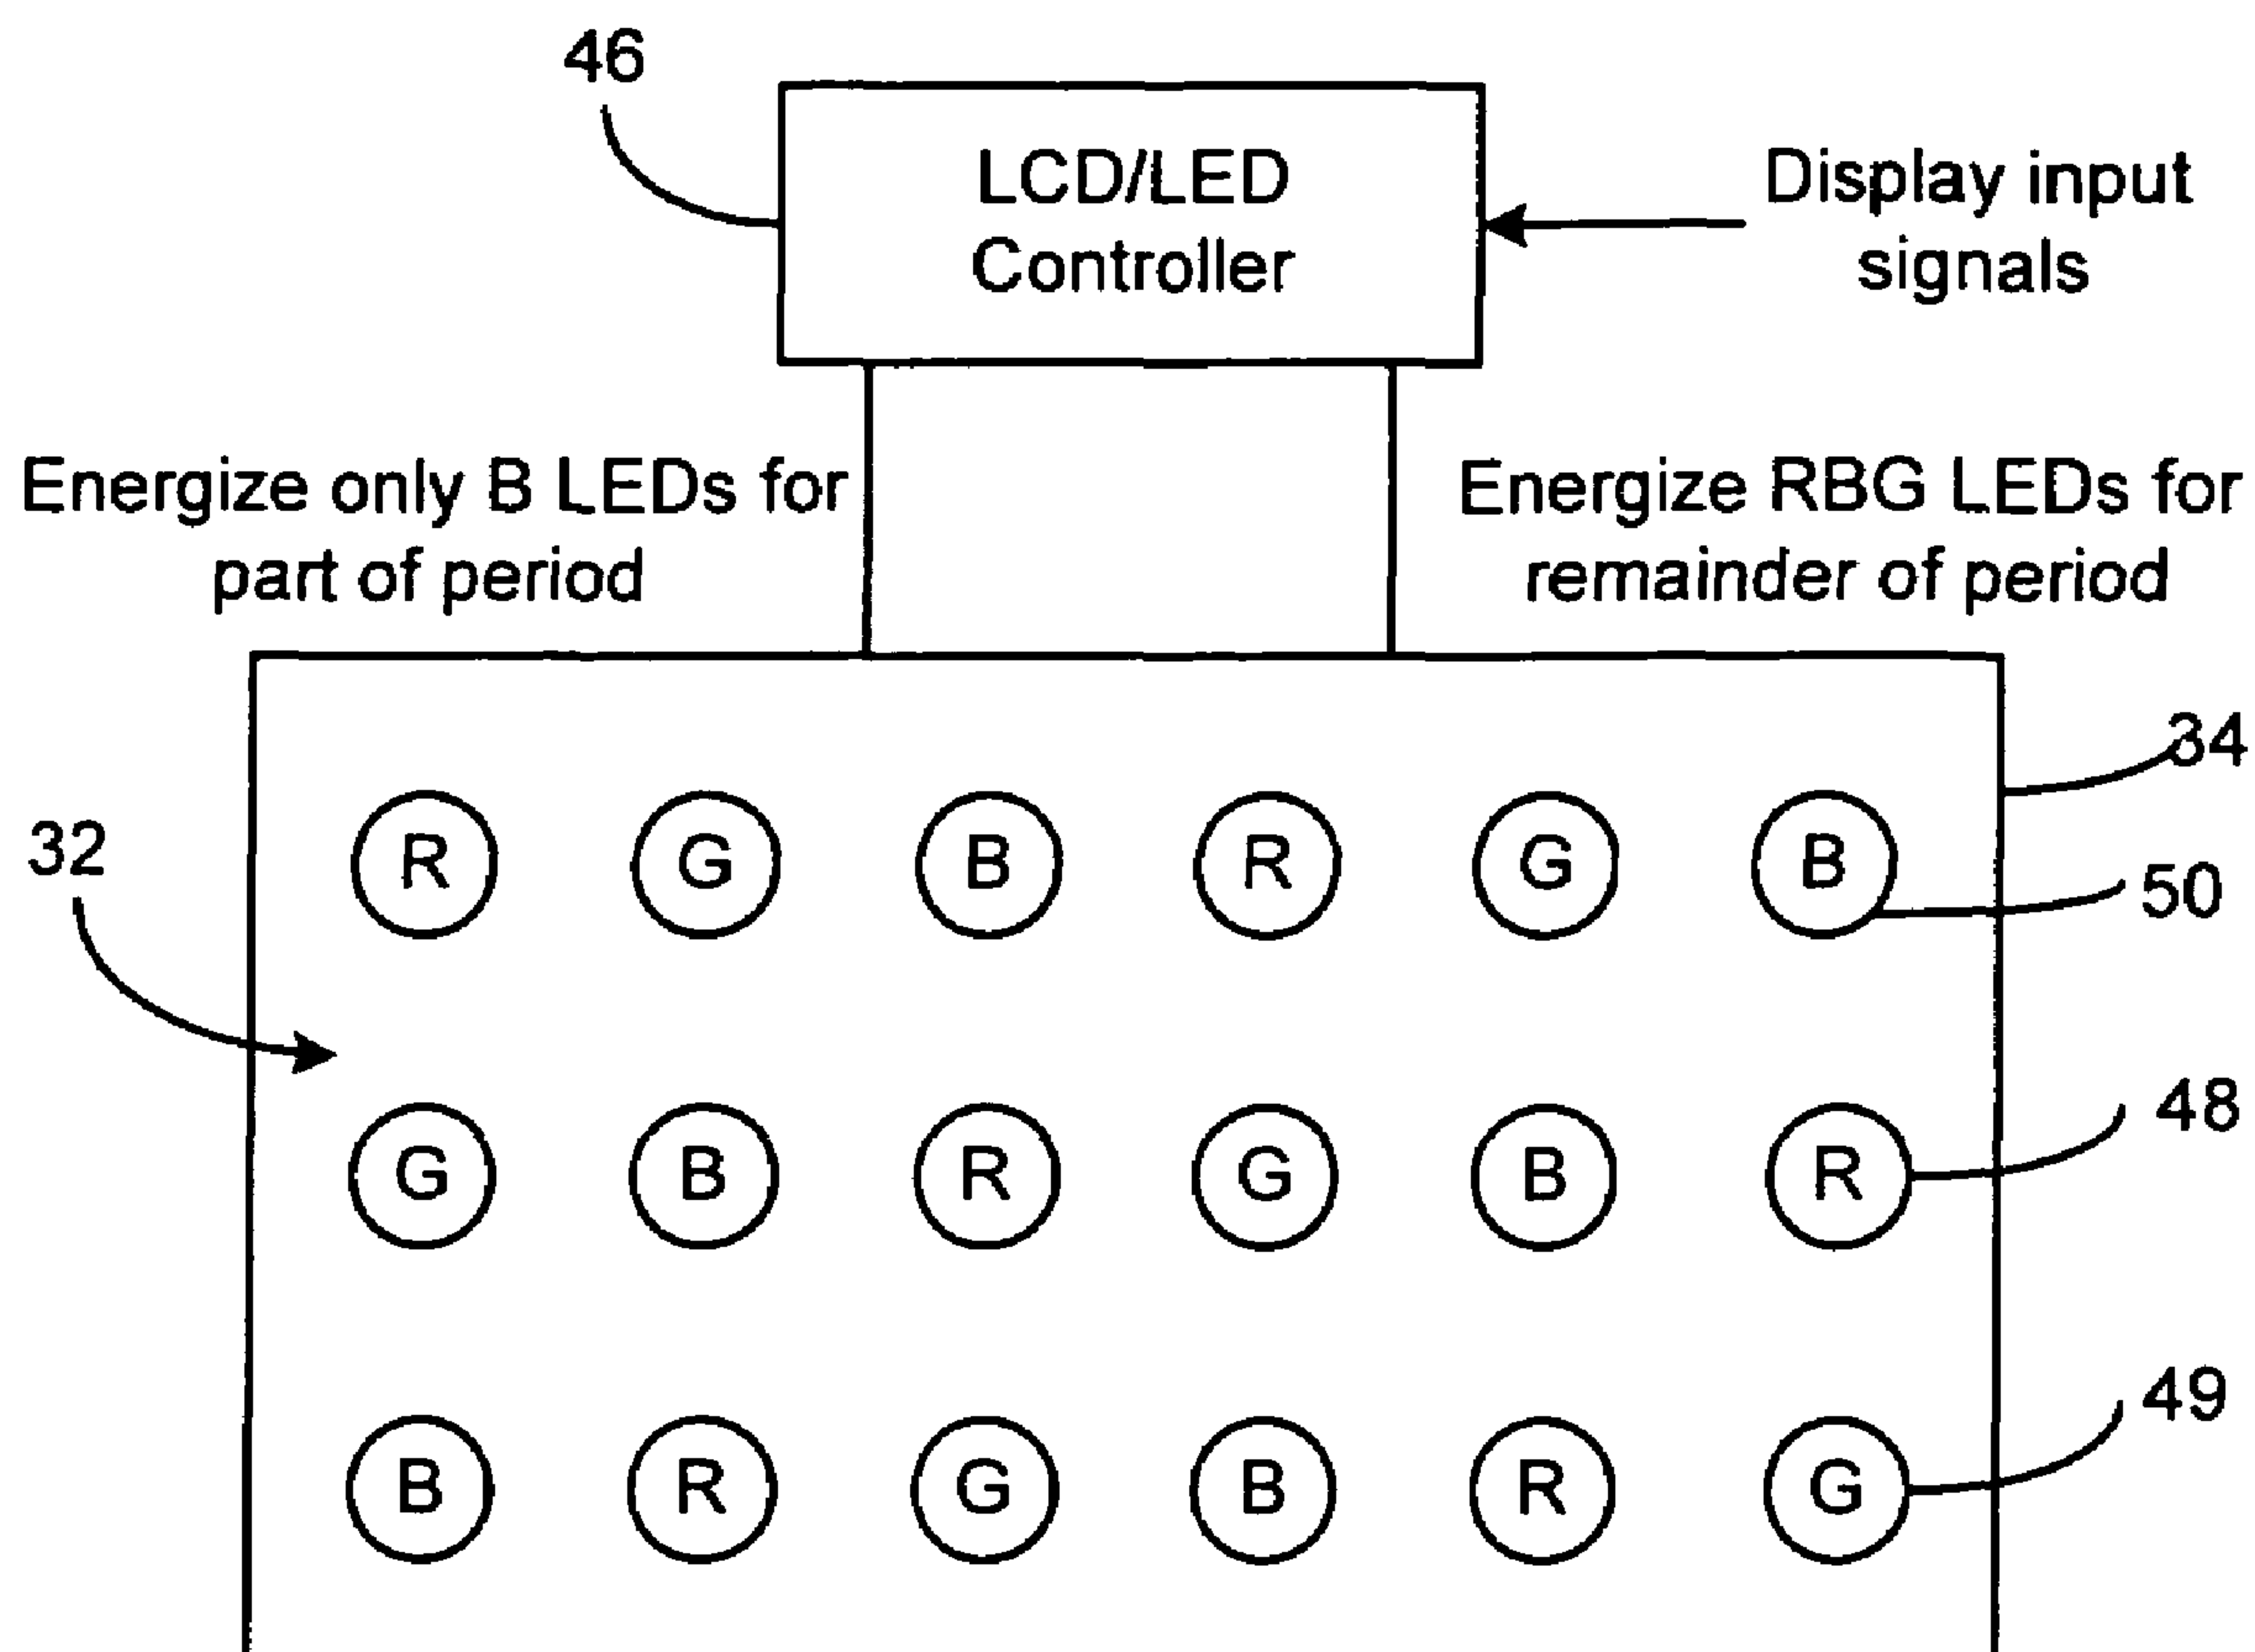 46
LCD/LED
Controller
Display input
signals
Energize only B LEDs for
part of period
Energize RBG LEDs for
remainder of period
34
32
R G B R G B
50
G B R G B R
48
B R G B R G
49